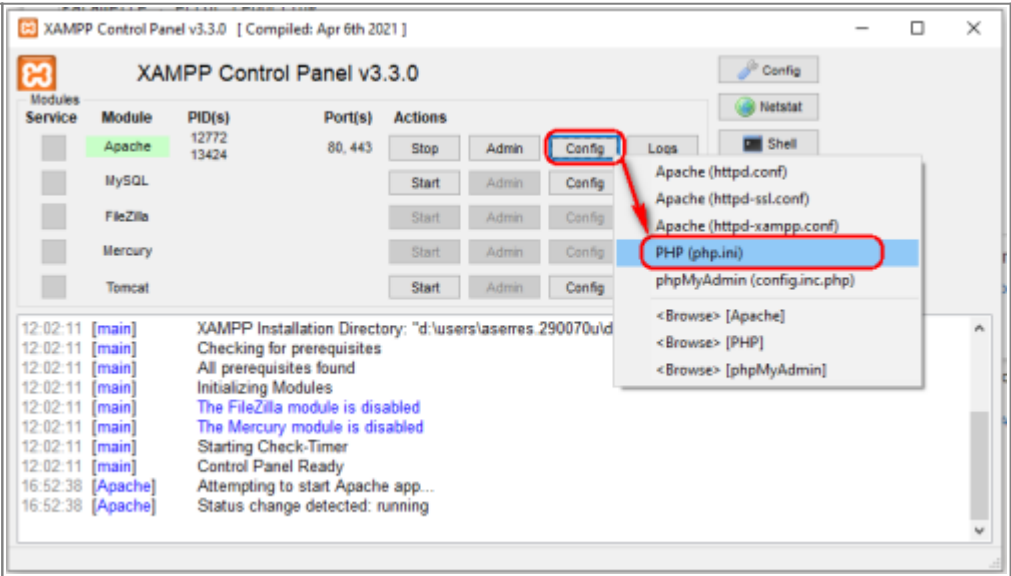 XAMPP Control Panel v3.3.0 [ Compiled: Apr 6th 2021 ]
XAMPP Control Panel v3.3.0
Config
Netstat
Shell
Modules
Service Module PID(s) Port(s) Actions
Apache 12772 13424 80, 443 Stop Admin Config Logs
MySQL Start Admin Config
FileZilla Start Admin Config
Mercury Start Admin Config
Tomcat Start Admin Config
Apache (httpd.conf)
Apache (httpd-ssl.conf)
Apache (httpd-xampp.conf)
PHP (php.ini)
phpMyAdmin (config.inc.php)
<Browse> [Apache]
<Browse> [PHP]
<Browse> [phpMyAdmin]
12:02:11 [main] XAMPP Installation Directory: "d:\users\aserres.290070u\d
12:02:11 [main] Checking for prerequisites
12:02:11 [main] All prerequisites found
12:02:11 [main] Initializing Modules
12:02:11 [main] The FileZilla module is disabled
12:02:11 [main] The Mercury module is disabled
12:02:11 [main] Starting Check-Timer
12:02:11 [main] Control Panel Ready
16:52:38 [Apache] Attempting to start Apache app...
16:52:38 [Apache] Status change detected: running